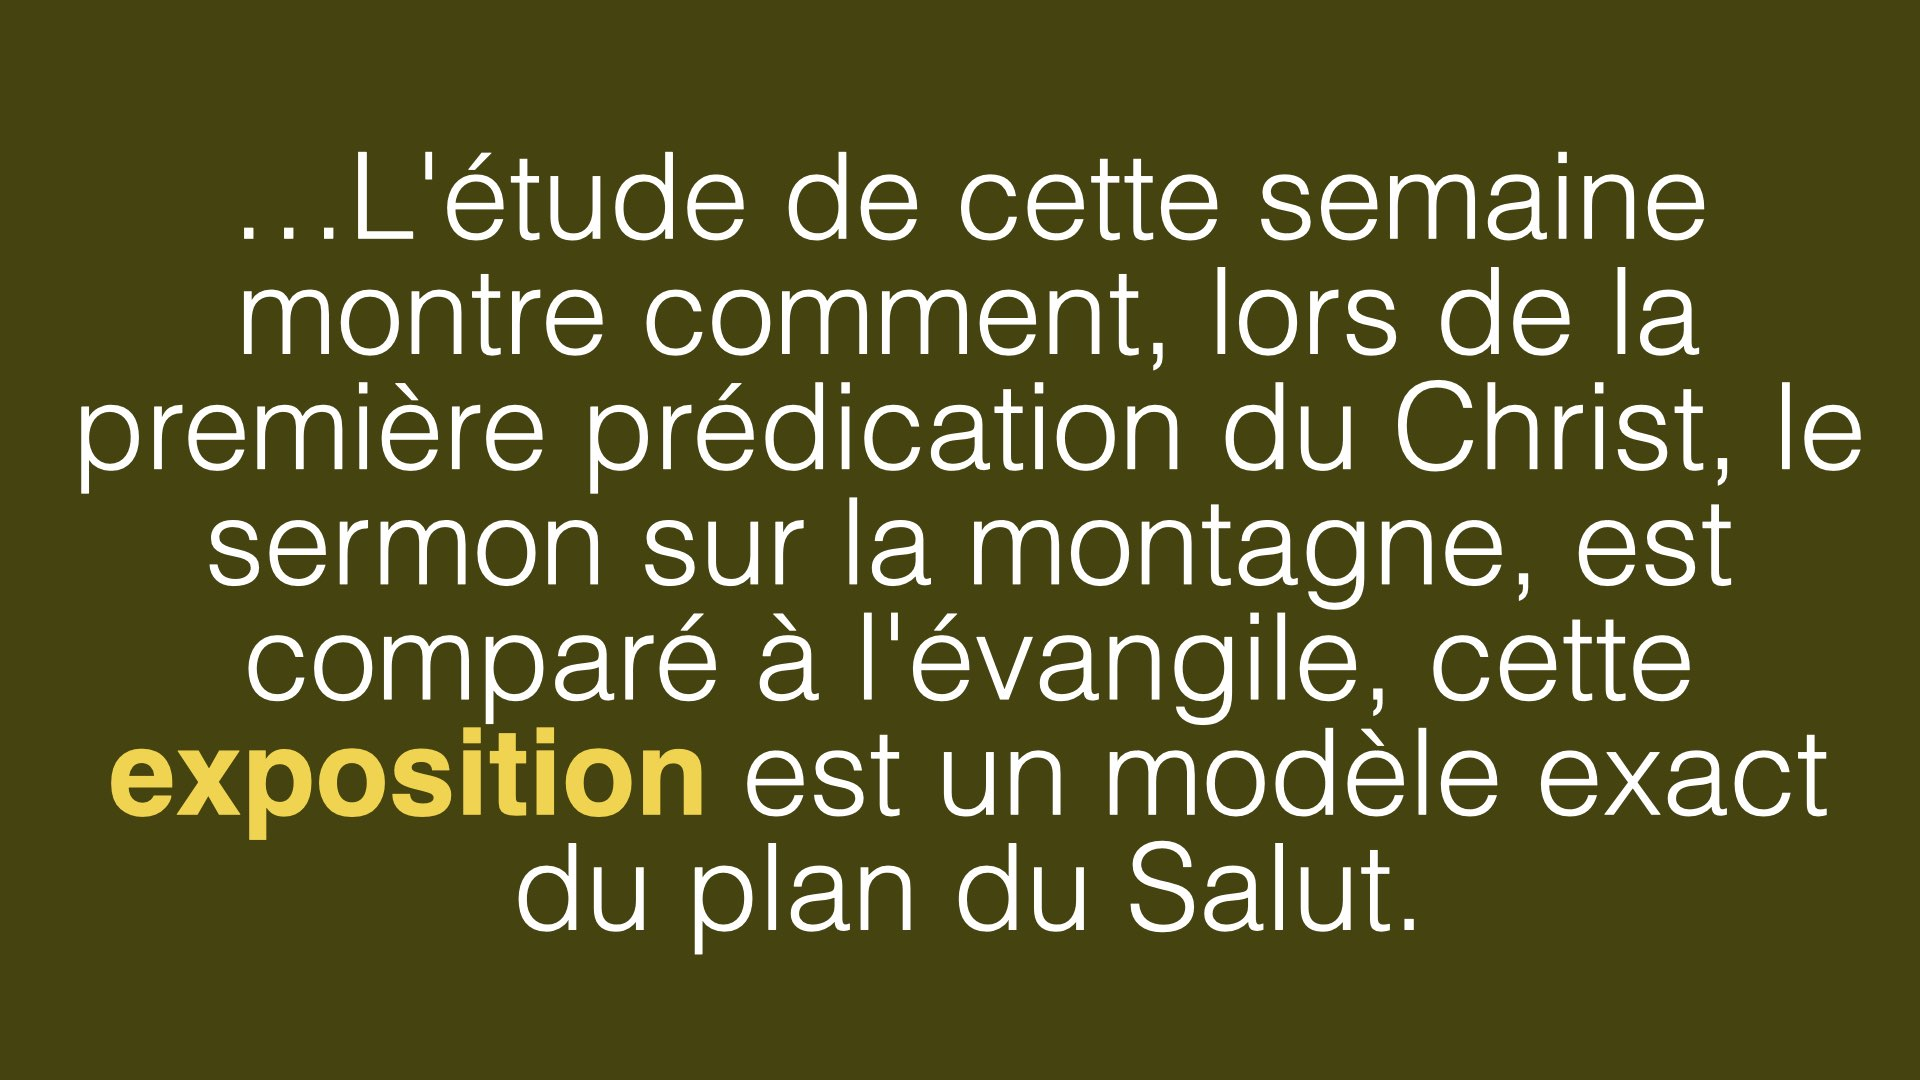 …L'étude de cette semaine
montre comment, lors de la
première prédication du Christ, le
sermon sur la montagne, est
comparé à l'évangile, cette
exposition est un modèle exact
du plan du Salut.